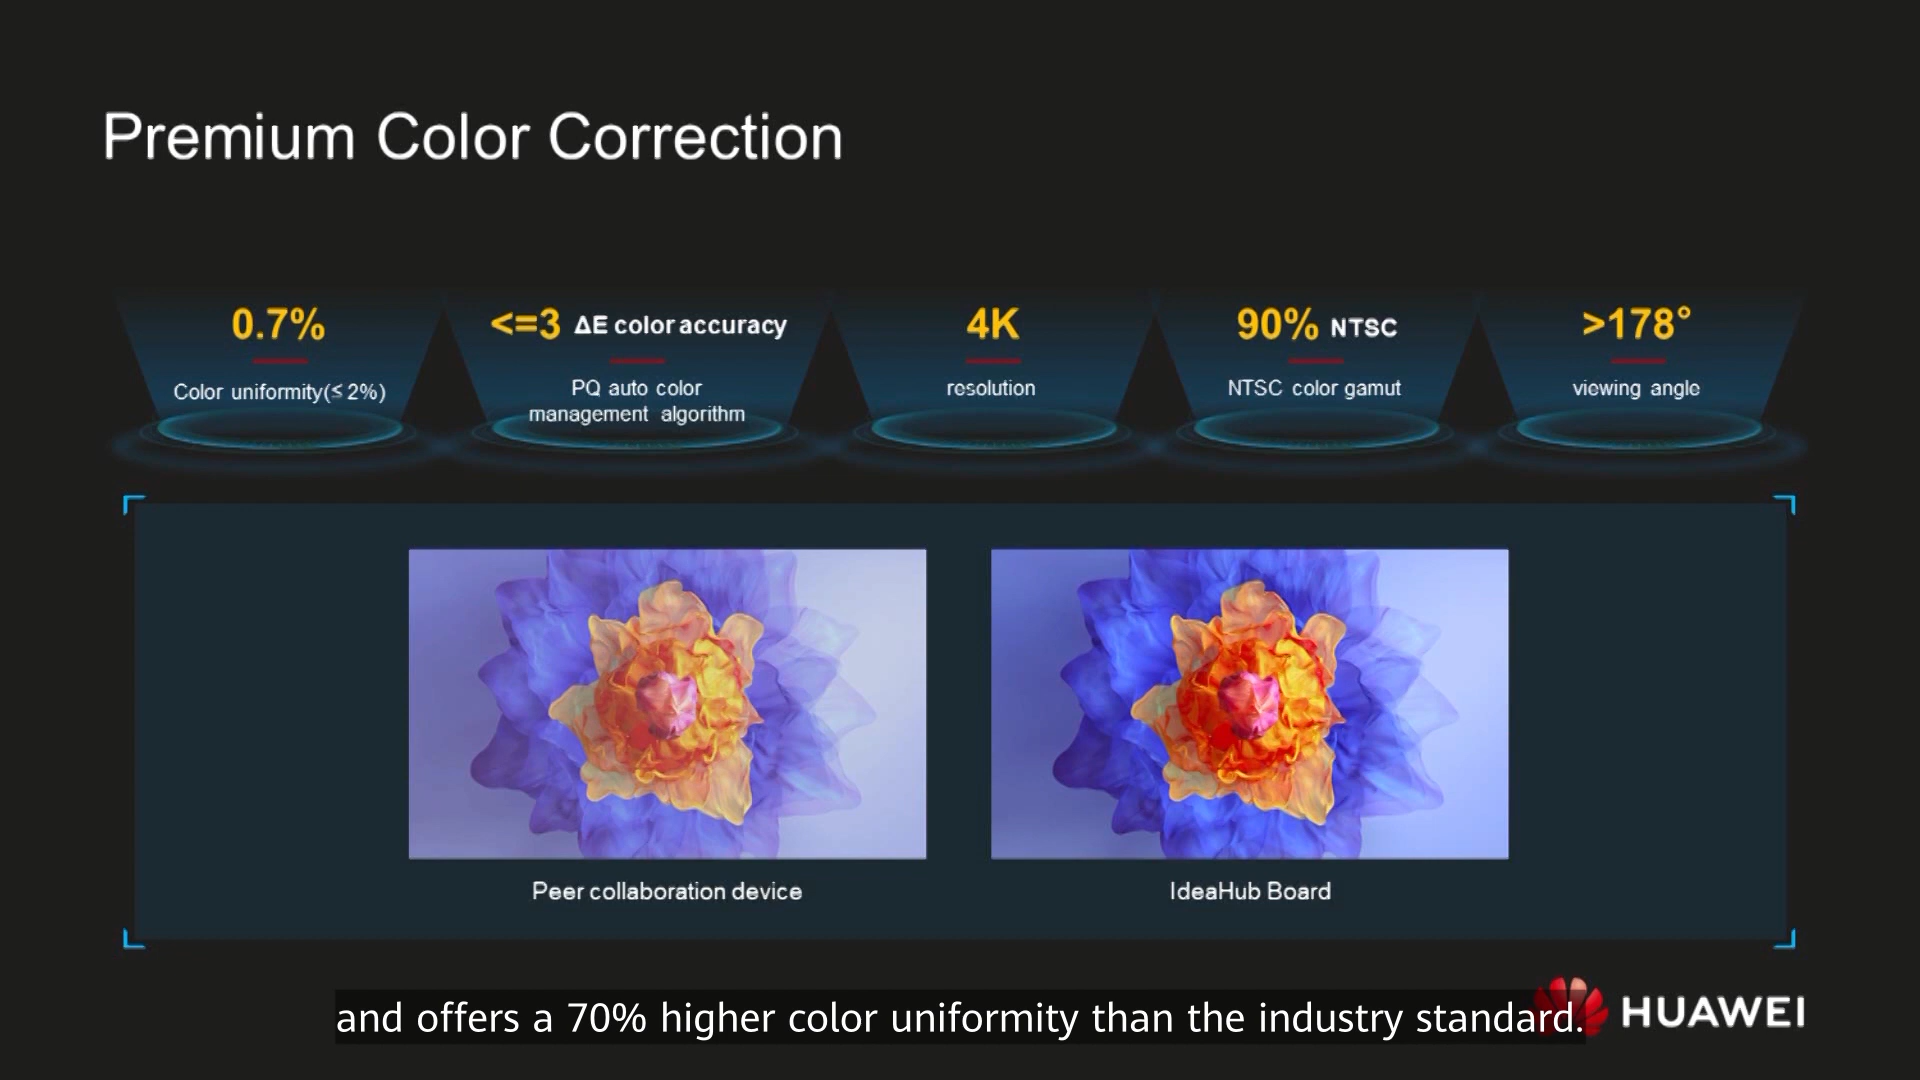 Premium Color Correction
0.7%
Color uniformity(≤ 2%)
<=3 ΔE color accuracy
PQ auto color
management algorithm
4K
resolution
90% NTSC
NTSC color gamut
>178°
viewing angle
Peer collaboration device
IdeaHub Board
and offers a 70% higher color uniformity than the industry standard.
HUAWEI